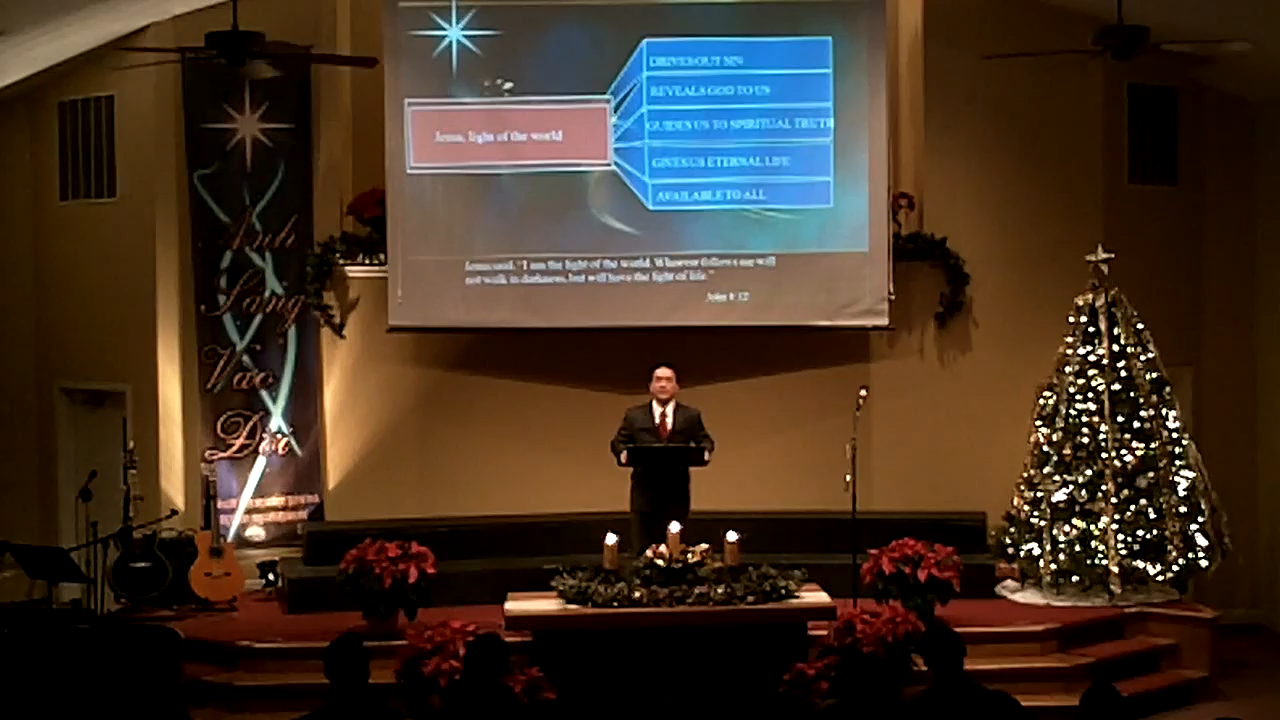 Jesus, light of the world
DRIVES OUT SIN
REVEALS GOD TO US
GUIDES US TO SPIRITUAL TRUTH
GIVES US ETERNAL LIFE
AVAILABLE TO ALL
Jesus said, "I am the light of the world. Whoever follows me will
not walk in darkness, but will have the light of life."
John 8:12
Ánh
Sáng
Vào
Đời